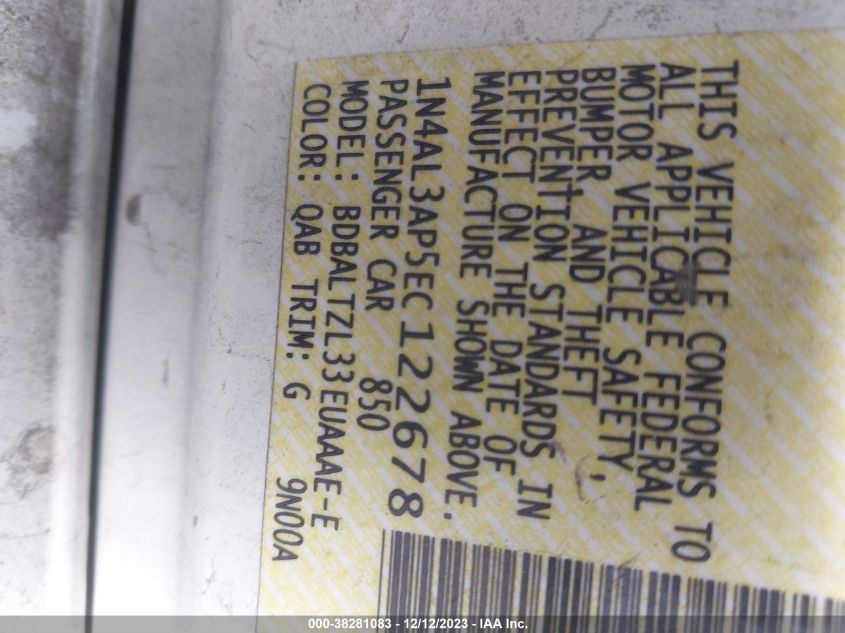 THIS VEHICLE CONFORMS TO
ALL APPLICABLE FEDERAL
MOTOR VEHICLE SAFETY,
BUMPER, AND THEFT
PREVENTION STANDARDS IN
EFFECT ON THE DATE OF
MANUFACTURE SHOWN ABOVE.
1N4AL3AP5EC122678
PASSENGER CAR 850
MODEL: BDBALTZL33EUAAAE-E
COLOR: QAB TRIM: G 9N00A
000-38281083 - 12/12/2023 - IAA Inc.